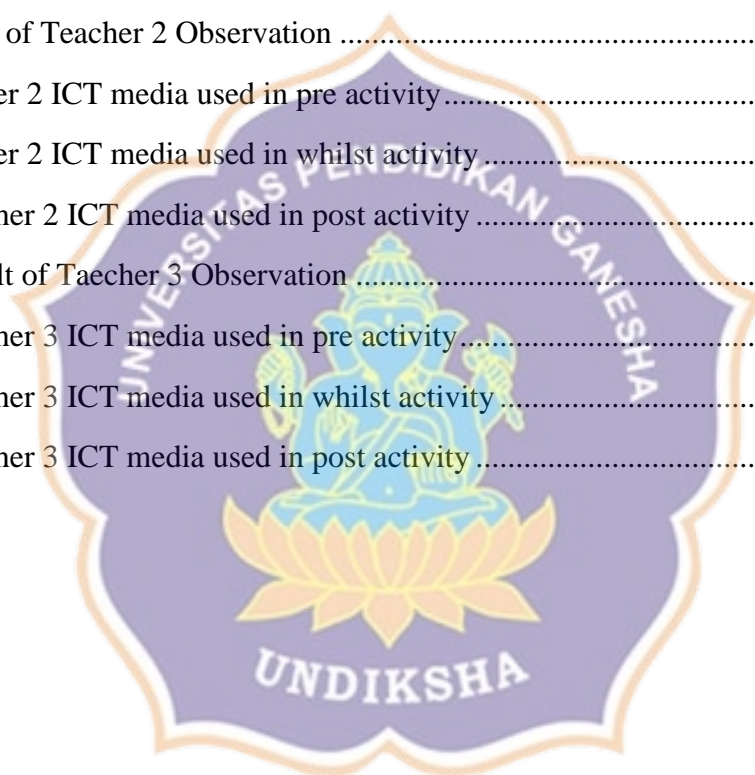 of Teacher 2 Observation ........................................................
er 2 ICT media used in pre activity........................................
er 2 ICT media used in whilst activity......................................
her 2 ICT media used in post activity.......................................
lt of Taecher 3 Observation ......................................................
her 3 ICT media used in pre activity........................................
her 3 ICT media used in whilst activity....................................
her 3 ICT media used in post activity.......................................
UNIVERSITAS PENDIDIKAN GANESHA
UNDIKSHA